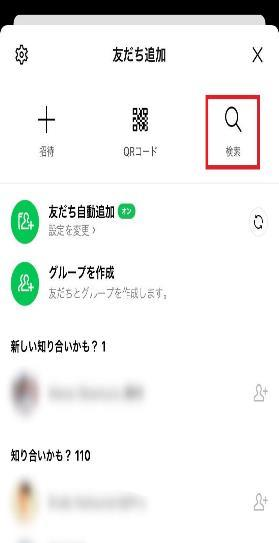 友だち追加
招待
QRコード
検索
友だち自動追加 オン
設定を変更 ›
グループを作成
友だちとグループを作成します。
新しい知り合いかも？ 1
知り合いかも？ 110